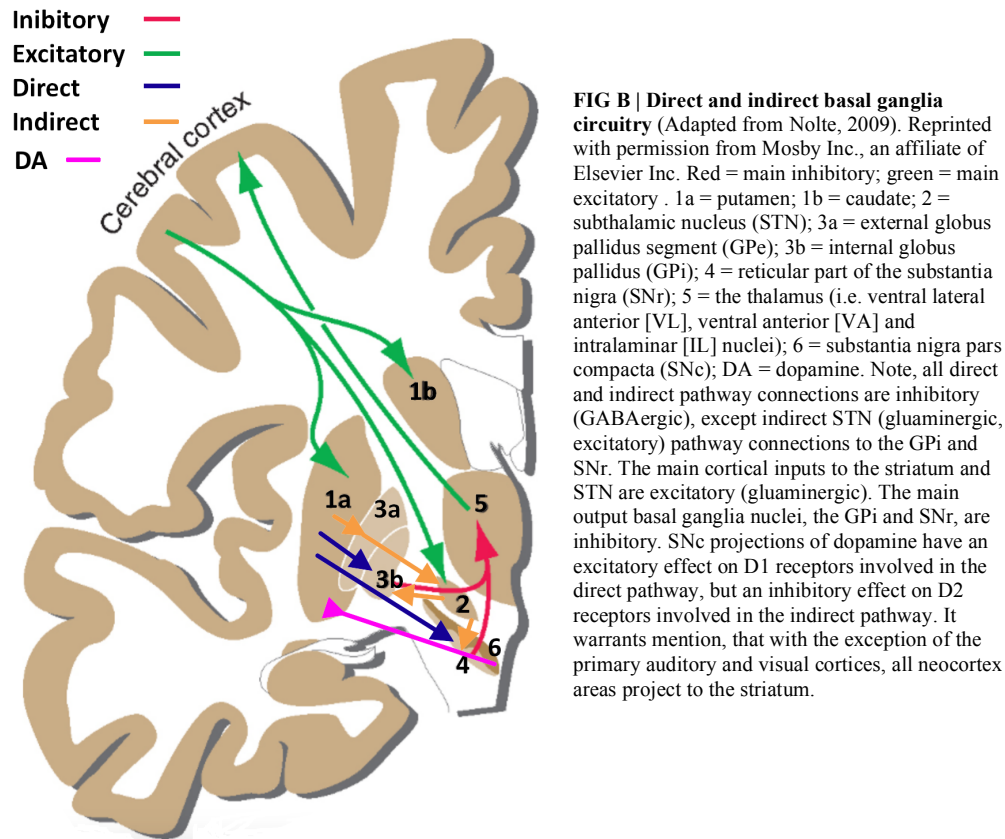 Inibitory
Excitatory
Direct
Indirect
DA
Cerebral cortex
1b
1a
3a
5
3b
2
6
4
FIG B | Direct and indirect basal ganglia
circuitry (Adapted from Nolte, 2009). Reprinted
with permission from Mosby Inc., an affiliate of
Elsevier Inc. Red = main inhibitory; green = main
excitatory . 1a = putamen; 1b = caudate; 2 =
subthalamic nucleus (STN); 3a = external globus
pallidus segment (GPe); 3b = internal globus
pallidus (GPi); 4 = reticular part of the substantia
nigra (SNr); 5 = the thalamus (i.e. ventral lateral
anterior [VL], ventral anterior [VA] and
intralaminar [IL] nuclei); 6 = substantia nigra pars
compacta (SNc); DA = dopamine. Note, all direct
and indirect pathway connections are inhibitory
(GABAergic), except indirect STN (gluaminergic,
excitatory) pathway connections to the GPi and
SNr. The main cortical inputs to the striatum and
STN are excitatory (gluaminergic). The main
output basal ganglia nuclei, the GPi and SNr, are
inhibitory. SNc projections of dopamine have an
excitatory effect on D1 receptors involved in the
direct pathway, but an inhibitory effect on D2
receptors involved in the indirect pathway. It
warrants mention, that with the exception of the
primary auditory and visual cortices, all neocortex
areas project to the striatum.